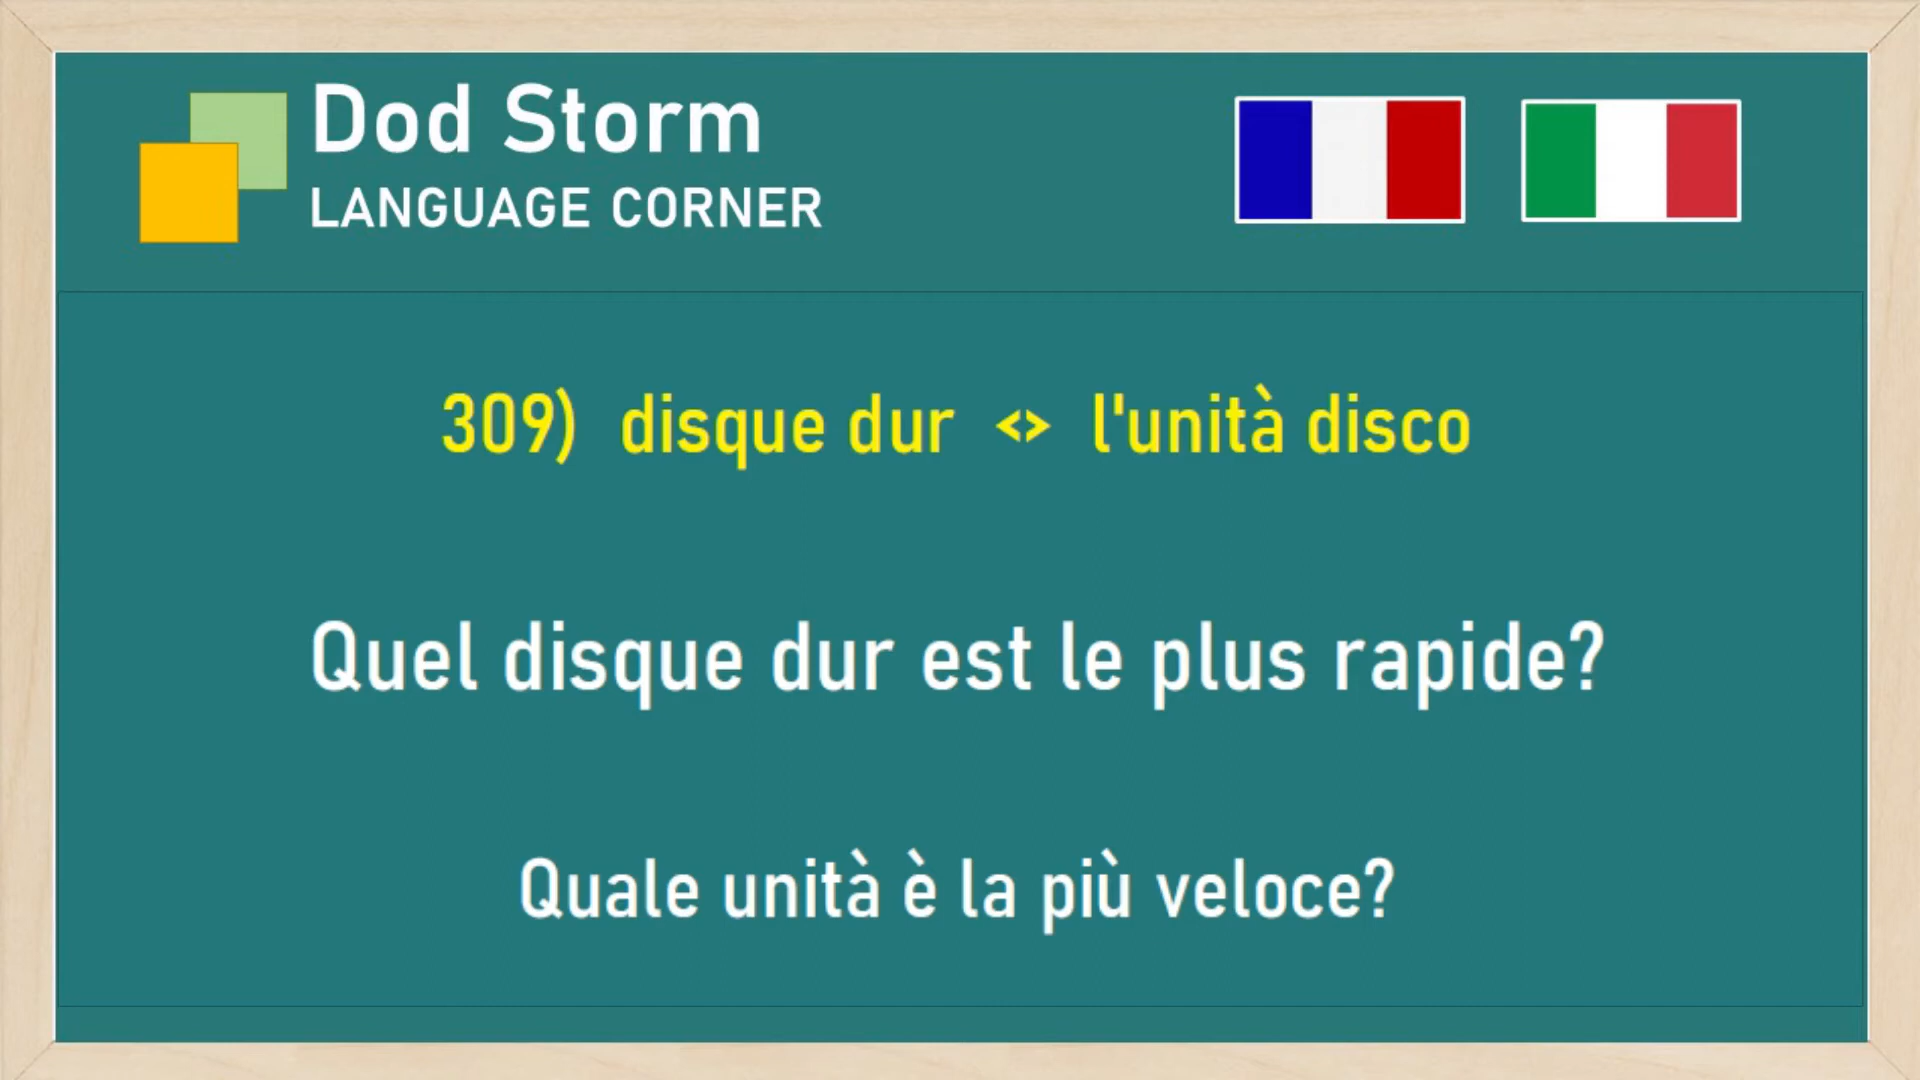 Dod Storm
LANGUAGE CORNER
309) disque dur <> l'unità disco
Quel disque dur est le plus rapide?
Quale unità è la più veloce?